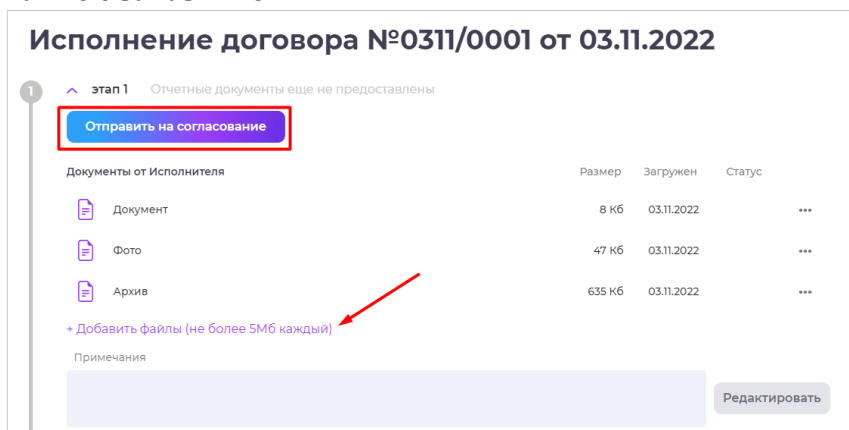 Исполнение договора №0311/0001 от 03.11.2022
1 этап 1 Отчетные документы еще не предоставлены
Отправить на согласование
Документы от Исполнителя Размер Загружен Статус
Документ 8 Кб 03.11.2022 •••
Фото 47 Кб 03.11.2022 •••
Архив 635 Кб 03.11.2022 •••
+ Добавить файлы (не более 5Мб каждый)
Примечания
Редактировать